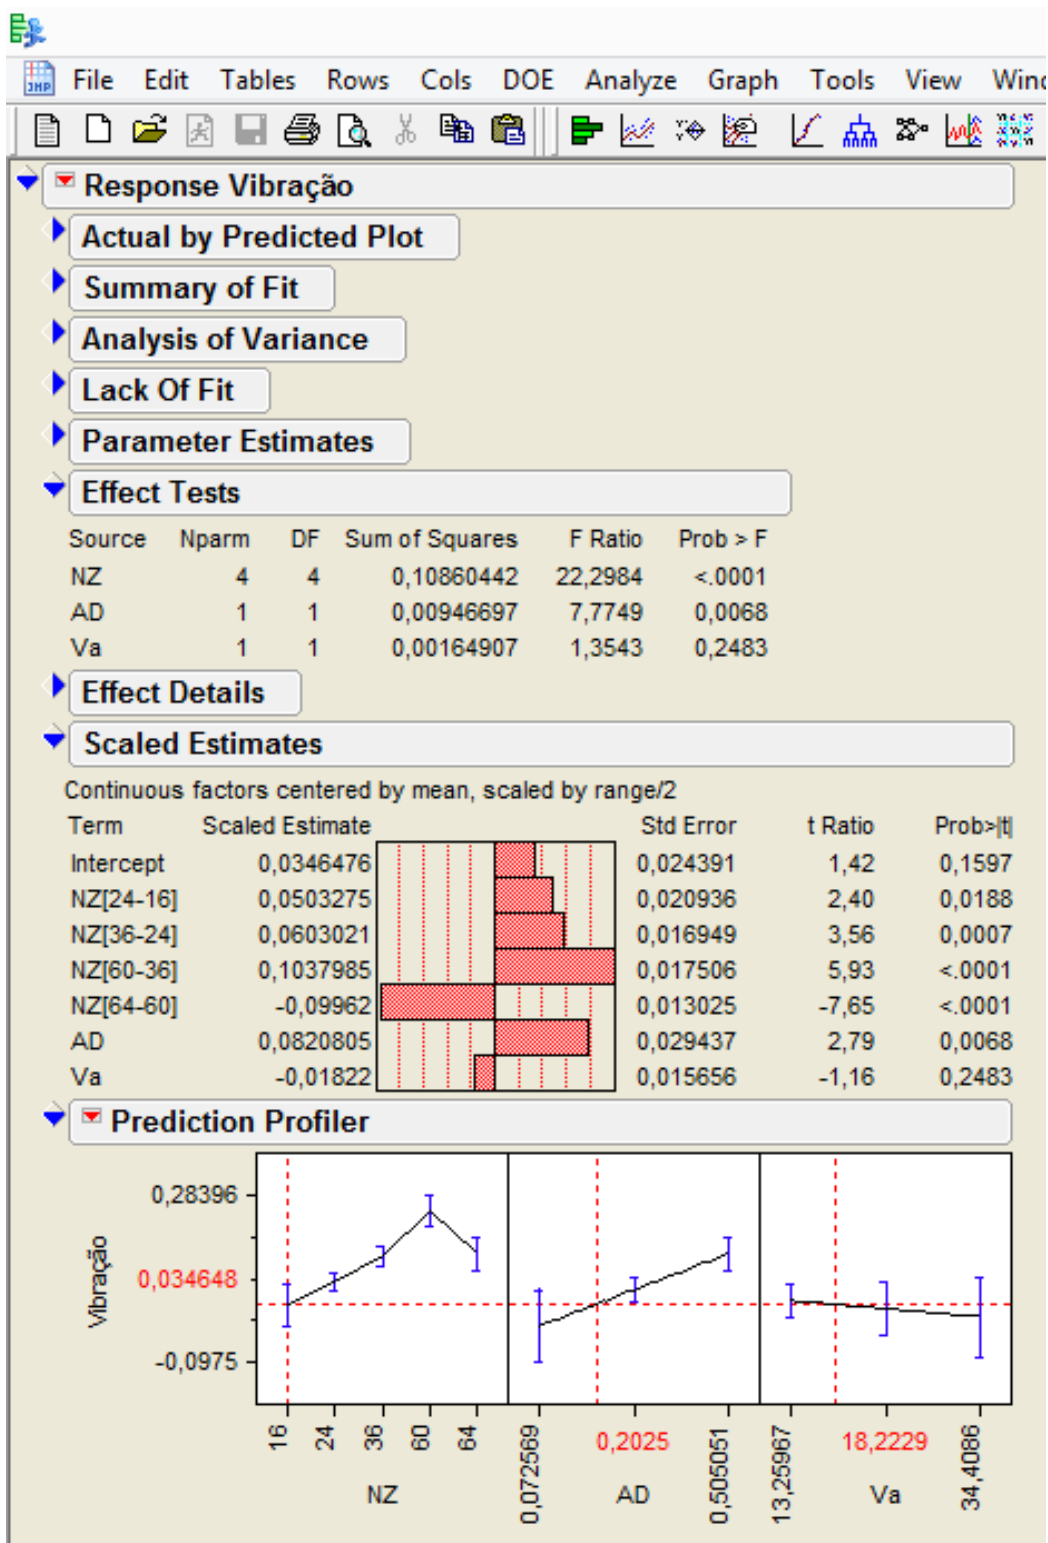 File Edit Tables Rows Cols DOE Analyze Graph Tools View
JMP
Response Vibração
Actual by Predicted Plot
Summary of Fit
Analysis of Variance
Lack Of Fit
Parameter Estimates
Effect Tests
Source Nparm DF Sum of Squares F Ratio Prob > F
NZ 4 4 0,10860442 22,2984 <.0001
AD 1 1 0,00946697 7,7749 0,0068
Va 1 1 0,00164907 1,3543 0,2483
Effect Details
Scaled Estimates
Continuous factors centered by mean, scaled by range/2
Term Scaled Estimate Std Error t Ratio Prob>|t|
Intercept 0,0346476 0,024391 1,42 0,1597
NZ[24-16] 0,0503275 0,020936 2,40 0,0188
NZ[36-24] 0,0603021 0,016949 3,56 0,0007
NZ[60-36] 0,1037985 0,017506 5,93 <.0001
NZ[64-60] -0,09962 0,013025 -7,65 <.0001
AD 0,0820805 0,029437 2,79 0,0068
Va -0,01822 0,015656 -1,16 0,2483
Prediction Profiler
Vibração
0,28396
0,034648
-0,0975
16 24 36 60 64 0,072569 0,2025 0,505051 13,25967 18,2229 34,4086
NZ AD Va